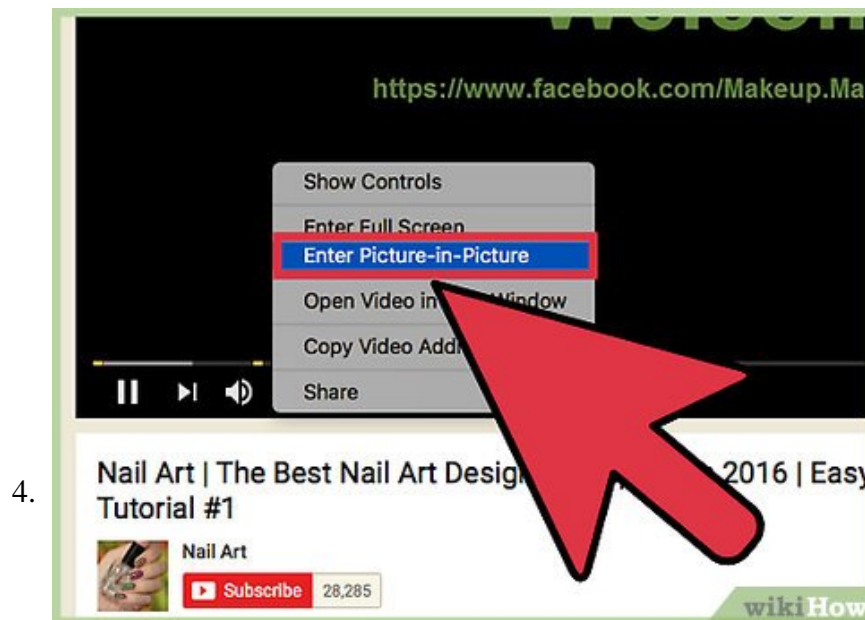 https://www.facebook.com/Makeup.Ma
Show Controls
Enter Full Screen
Enter Picture-in-Picture
Open Video in Window
Copy Video
Share
4.
Nail Art | The Best Nail Art 2016 | Easy
Tutorial #1
Nail Art
Subscribe 28,285
wikiHow